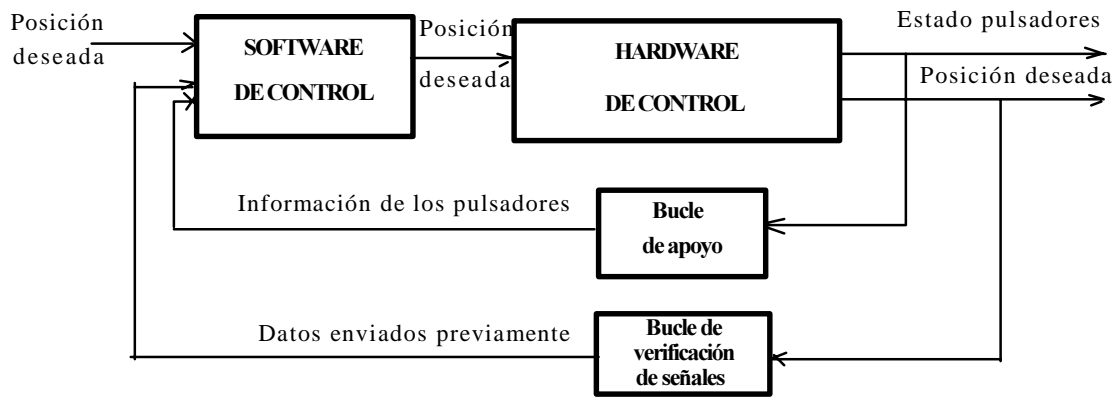 Posición
deseada
SOFTWARE
DE CONTROL
Posición
deseada
HARDWARE
DE CONTROL
Estado pulsadores
Posición deseada
Información de los pulsadores
Bucle
de apoyo
Datos enviados previamente
Bucle de
verificación
de señales